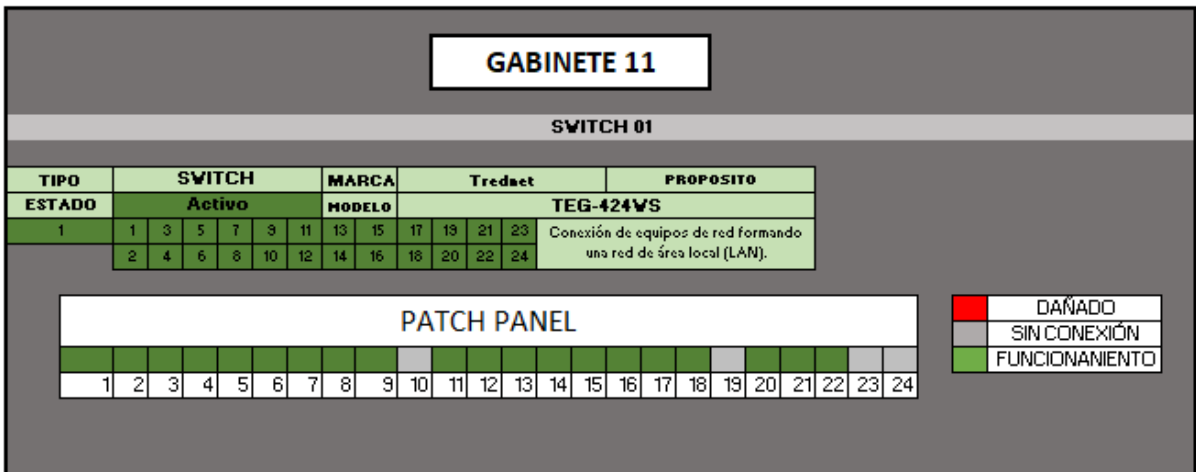 GABINETE 11
SWITCH 01
TIPO SWITCH MARCA Trednet PROPOSITO
ESTADO Activo MODELO TEG-424WS
1 1 3 5 7 9 11 13 15 17 19 21 23 Conexión de equipos de red formando
2 4 6 8 10 12 14 16 18 20 22 24 una red de área local (LAN).
PATCH PANEL
1 2 3 4 5 6 7 8 9 10 11 12 13 14 15 16 17 18 19 20 21 22 23 24
DAÑADO
SIN CONEXIÓN
FUNCIONANIENTO